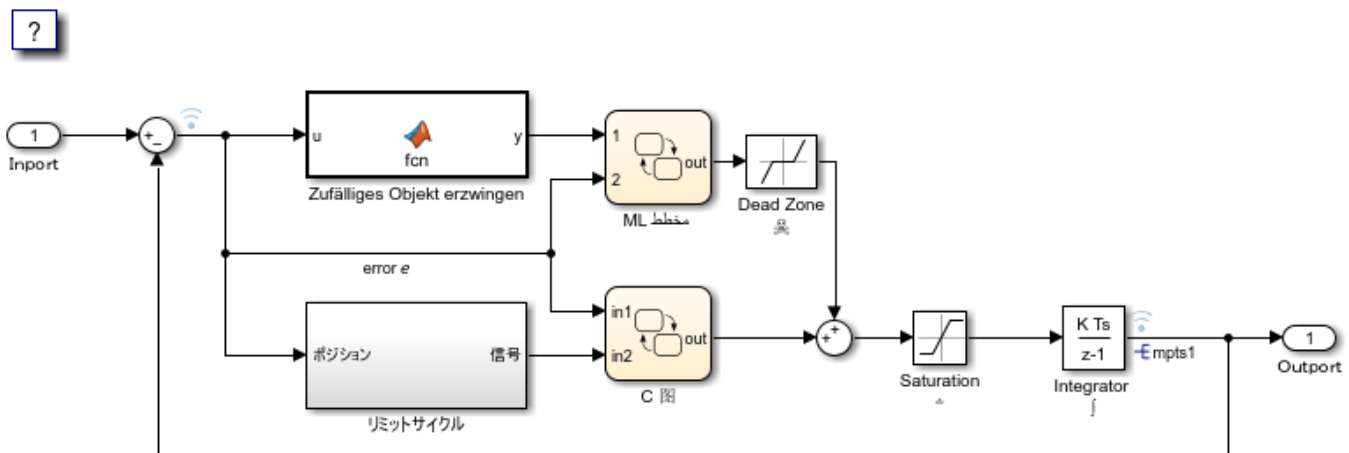 ?
1
Inport
+
−
u
fcn
y
Zufälliges Objekt erzwingen
1
2
out
ML مخطط
Dead Zone
error e
ポジション
信号
リミットサイクル
in1
in2
out
C 图
+
+
Saturation
K Ts
z-1
mpts1
Integrator
∫
1
Outport